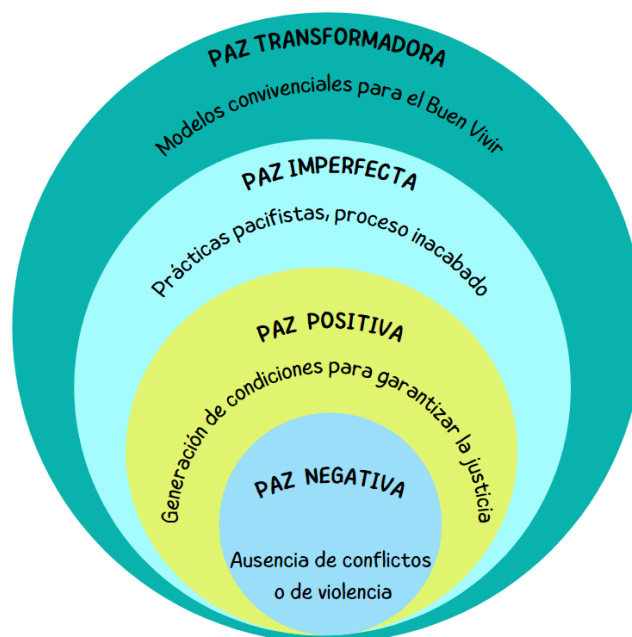 PAZ TRANSFORMADORA
Modelos convivenciales para el Buen Vivir
PAZ IMPERFECTA
Prácticas pacifistas, proceso inacabado
PAZ POSITIVA
Generación de condiciones para garantizar la justicia
PAZ NEGATIVA
Ausencia de conflictos
o de violencia